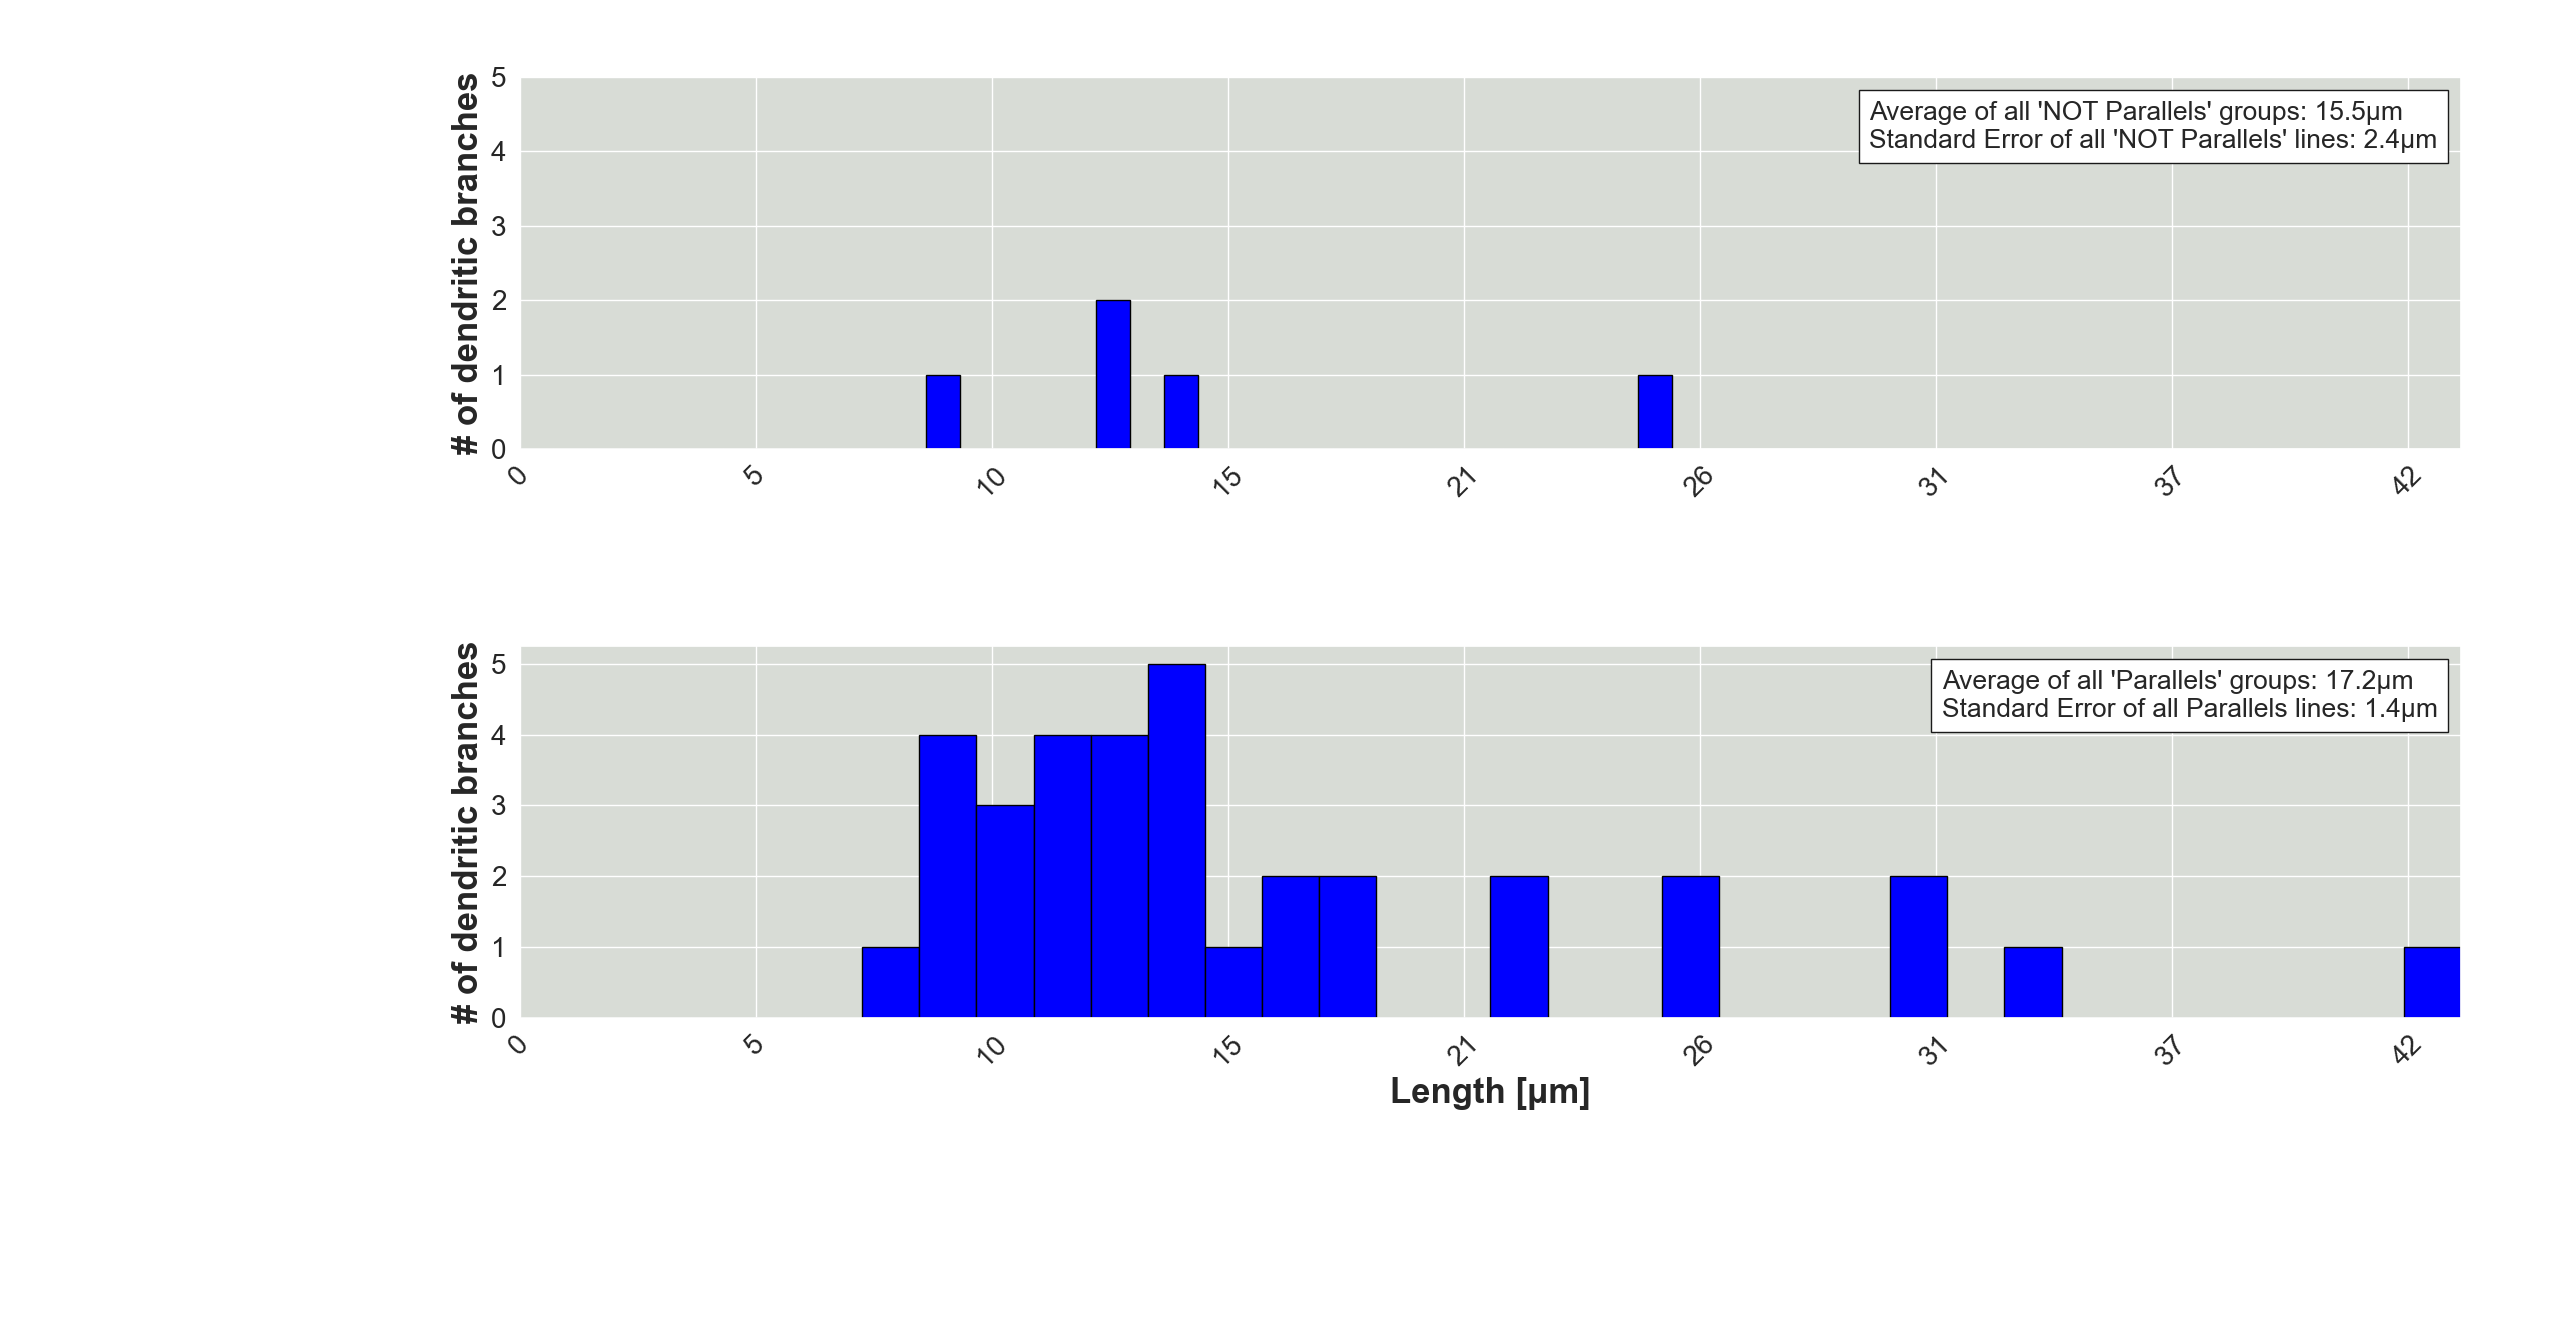 # of dendritic branches
5
4
3
2
1
0
Average of all 'NOT Parallels' groups: 15.5µm
Standard Error of all 'NOT Parallels' lines: 2.4µm
0 5 10 15 21 26 31 37 42
# of dendritic branches
5
4
3
2
1
0
Average of all 'Parallels' groups: 17.2µm
Standard Error of all Parallels lines: 1.4µm
0 5 10 15 21 26 31 37 42
Length [µm]